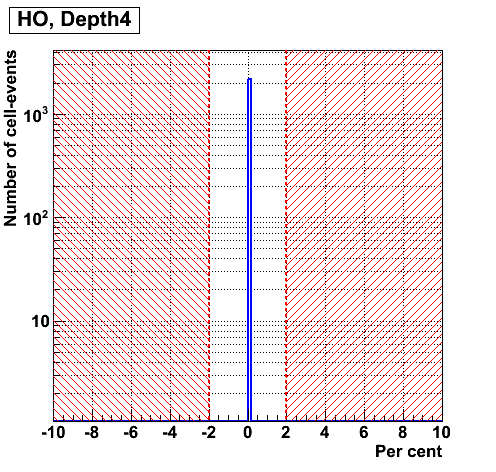 HO, Depth4
Number of cell-events
10³
10²
10
-10 -8 -6 -4 -2 0 2 4 6 8 10
Per cent